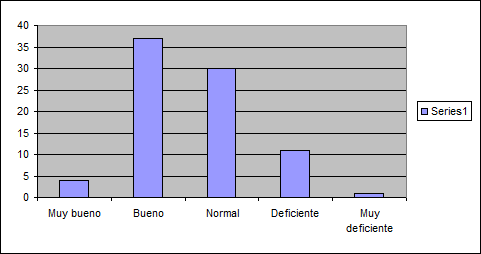 40
35
30
25
20
15
10
5
0
Muy bueno
Bueno
Normal
Deficiente
Muy
deficiente
Series1